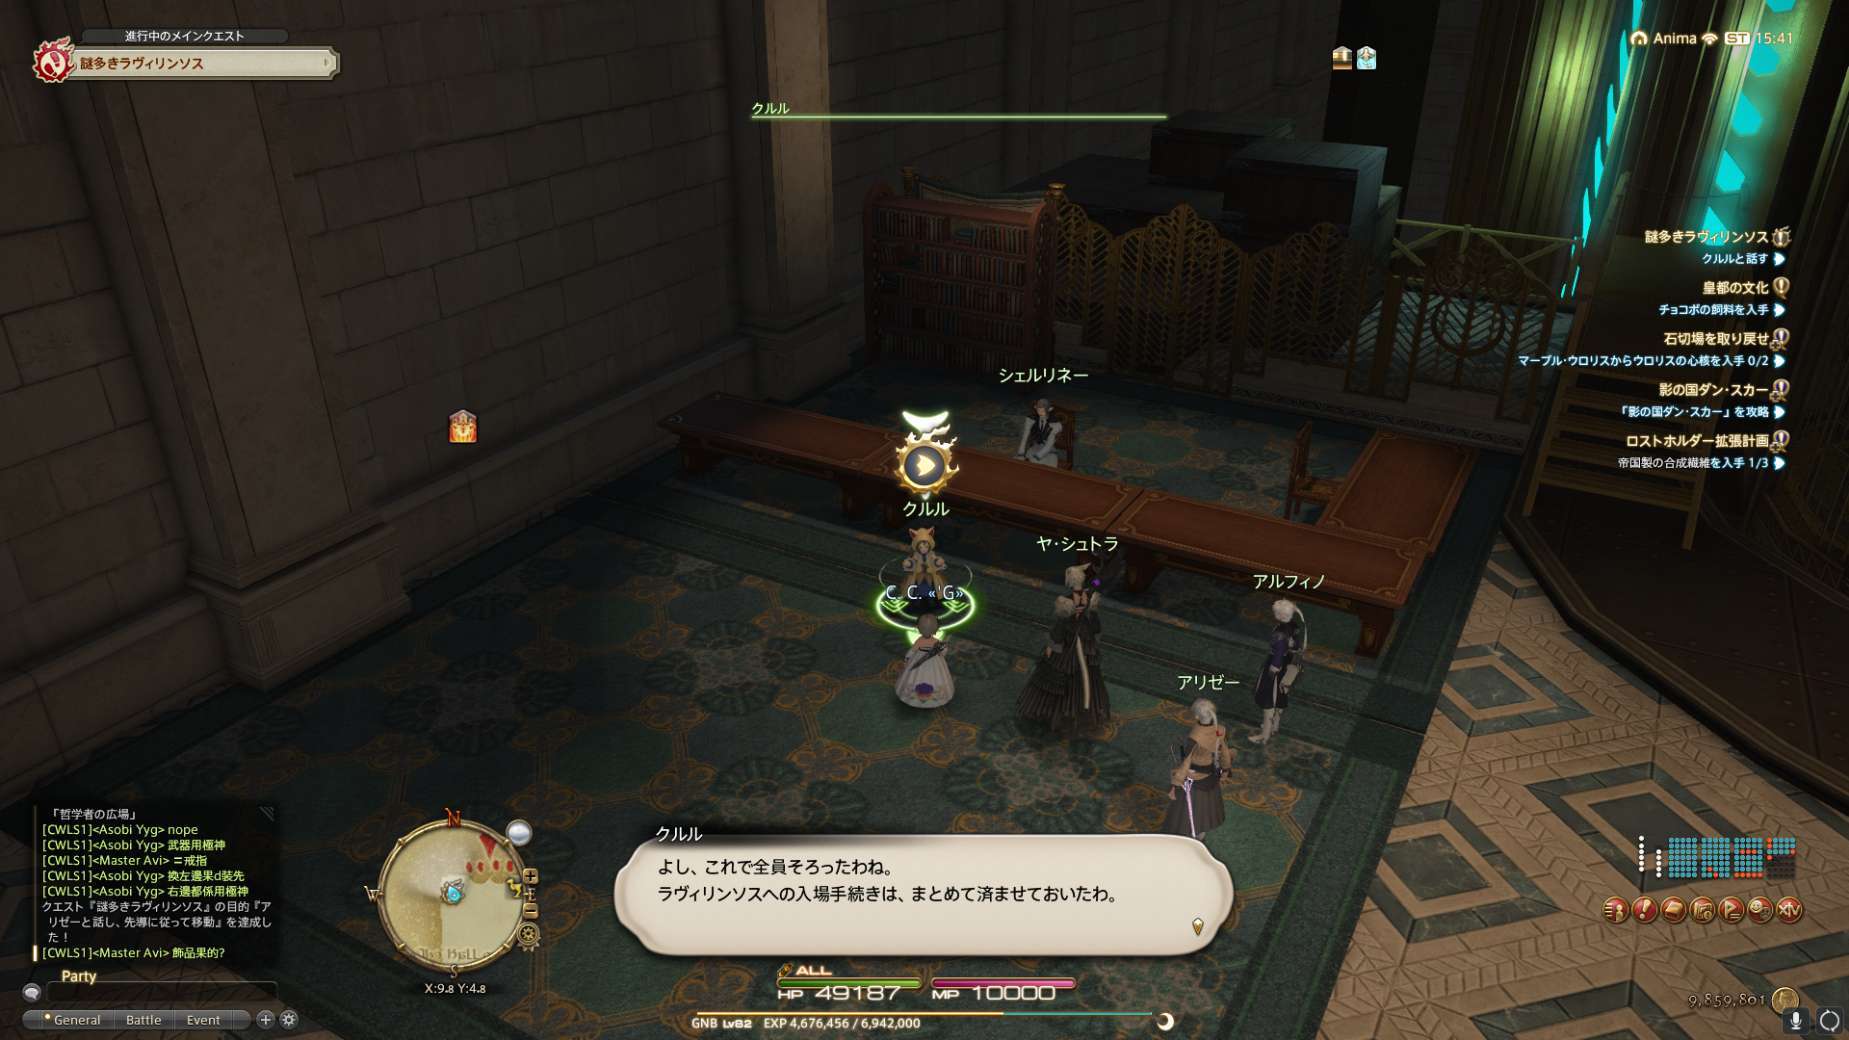 進行中のメインクエスト
謎多きラヴィリンソス
Anima ST 15:41
クルル
謎多きラヴィリンソス
クルルと話す
皇都の文化
チョコボの飼料を入手
石切場を取り戻せ
マーブル・ウロリスからウロリスの心核を入手 0/2
影の国ダン・スカー
「影の国ダン・スカー」を攻略
ロストホルダー拡張計画
帝国製の合成繊維を入手 1/3
シェルリネー
クルル
ヤ・シュトラ
C. C. «'G»
アルフィノ
アリゼー
「哲学者の広場」
[CWLS1]<Asobi Yyg> nope
[CWLS1]<Asobi Yyg> 武器用極神
[CWLS1]<Master Avi> =戒指
[CWLS1]<Asobi Yyg> 換左邊果d装先
[CWLS1]<Asobi Yyg> 右邊都係用極神
クエスト『謎多きラヴィリンソス』の目的『ア
リゼーと話し、先導に従って移動』を達成し
た！
[CWLS1]<Master Avi> 飾品果的?
Party
General Battle Event
N
W
E
S
X:9.8 Y:4.8
クルル
よし、これで全員そろったわね。
ラヴィリンソスへの入場手続きは、まとめて済ませておいたわ。
ALL
HP 49187 MP 10000
GNB Lv82 EXP 4,676,456 / 6,942,000
XIV
9,859,801